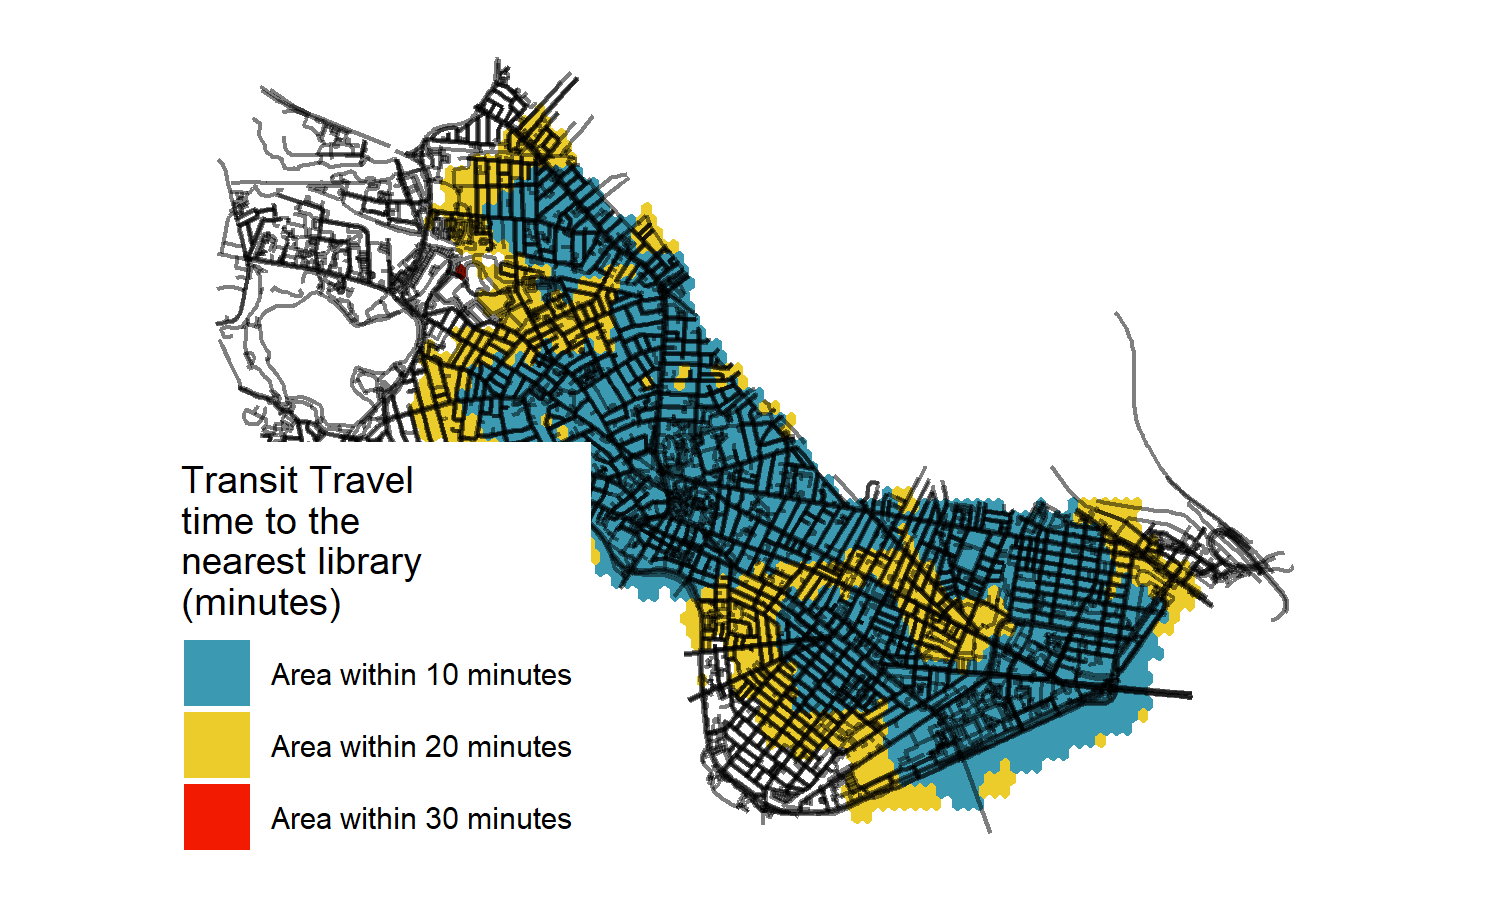 Transit Travel
time to the
nearest library
(minutes)
Area within 10 minutes
Area within 20 minutes
Area within 30 minutes